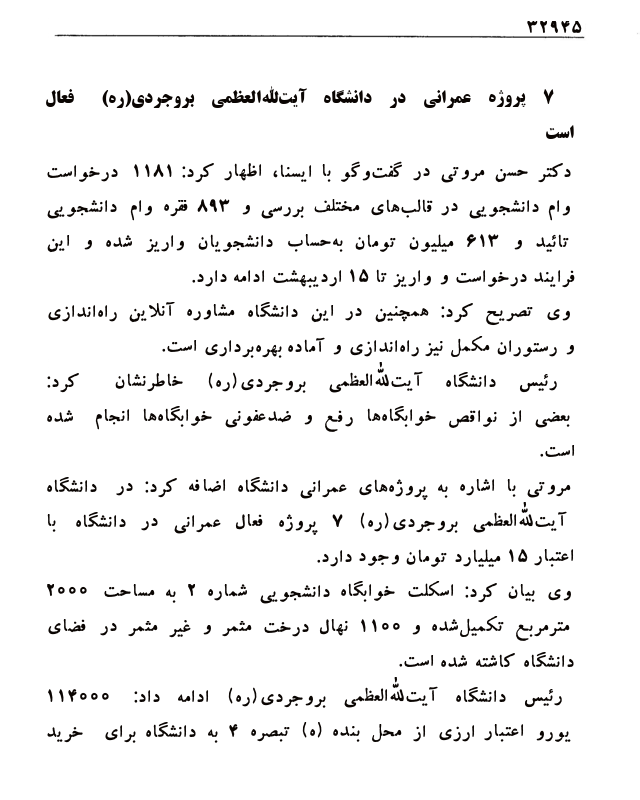 ۳۲۹۴۵
۷ پروژه عمرانی در دانشگاه آیت‌الله‌العظمی بروجردی(ره) فعال
است
دکتر حسن مروتی در گفت‌وگو با ایسنا، اظهار کرد: ۱۱۸۱ درخواست
وام دانشجویی در قالب‌های مختلف بررسی و ۸۹۳ فقره وام دانشجویی
تائید و ۶۱۳ میلیون تومان به‌حساب دانشجویان واریز شده و این
فرایند درخواست و واریز تا ۱۵ اردیبهشت ادامه دارد.
وی تصریح کرد: همچنین در این دانشگاه مشاوره آنلاین راه‌اندازی
و رستوران مکمل نیز راه‌اندازی و آماده بهره‌برداری است.
رئیس دانشگاه آیت‌الله‌العظمی بروجردی(ره) خاطرنشان کرد:
بعضی از نواقص خوابگاه‌ها رفع و ضدعفونی خوابگاه‌ها انجام شده
است.
مروتی با اشاره به پروژه‌های عمرانی دانشگاه اضافه کرد: در دانشگاه
آیت‌الله‌العظمی بروجردی(ره) ۷ پروژه فعال عمرانی در دانشگاه با
اعتبار ۱۵ میلیارد تومان وجود دارد.
وی بیان کرد: اسکلت خوابگاه دانشجویی شماره ۲ به مساحت ۲۰۰۰
مترمربع تکمیل‌شده و ۱۱۰۰ نهال درخت مثمر و غیر مثمر در فضای
دانشگاه کاشته شده است.
رئیس دانشگاه آیت‌الله‌العظمی بروجردی(ره) ادامه داد: ۱۱۴۰۰۰
یورو اعتبار ارزی از محل بنده (ه) تبصره ۴ به دانشگاه برای خرید